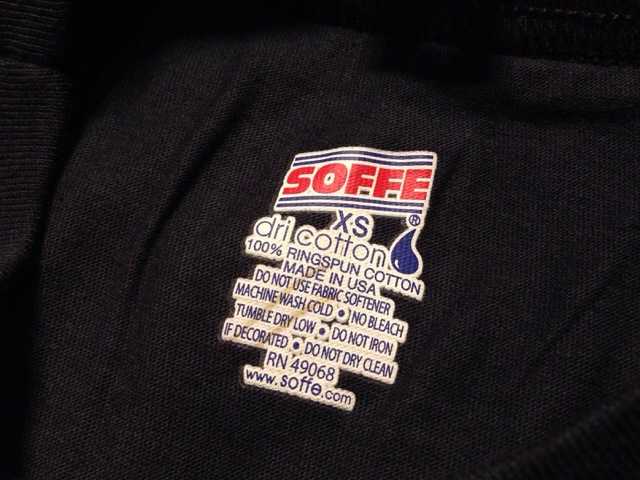 SOFFE
XS ®
dri cotton
100% RINGSPUN COTTON
MADE IN USA
DO NOT USE FABRIC SOFTENER
MACHINE WASH COLD • NO BLEACH
TUMBLE DRY LOW • DO NOT IRON
IF DECORATED • DO NOT DRY CLEAN
RN 49068
www.soffe.com